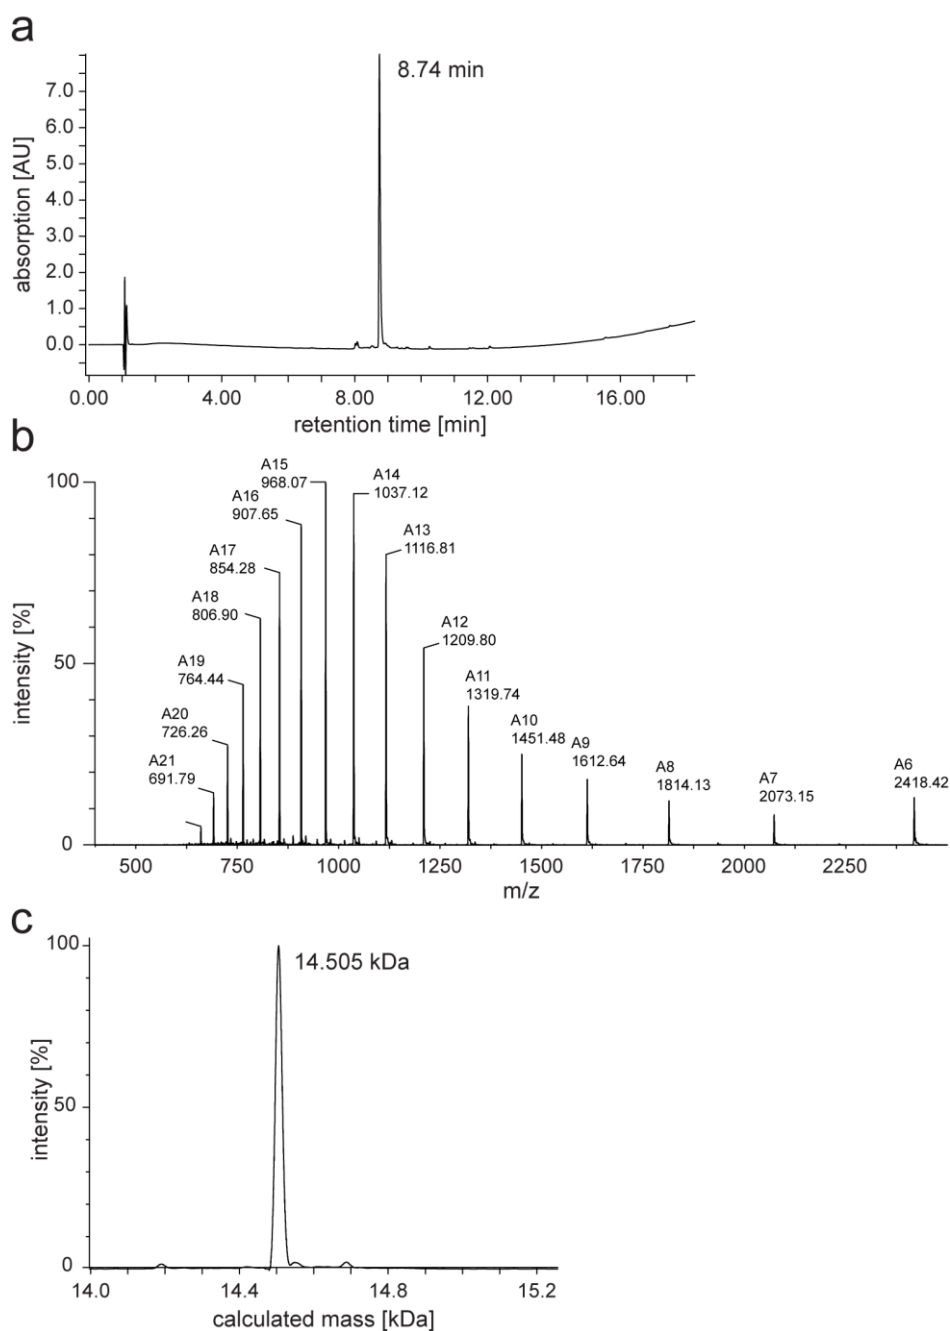 a
8.74 min
7.0
6.0
5.0
4.0
3.0
2.0
1.0
0.0
absorption [AU]
0.00
4.00
8.00
12.00
16.00
retention time [min]
b
A15
968.07
A14
1037.12
A16
907.65
A13
1116.81
A17
854.28
A18
806.90
A12
1209.80
A19
764.44
A11
1319.74
A20
726.26
A10
1451.48
A21
691.79
A9
1612.64
A8
1814.13
A7
2073.15
A6
2418.42
100
50
0
intensity [%]
500
750
1000
1250
1500
1750
2000
2250
m/z
c
14.505 kDa
100
50
0
intensity [%]
14.0
14.4
14.8
15.2
calculated mass [kDa]